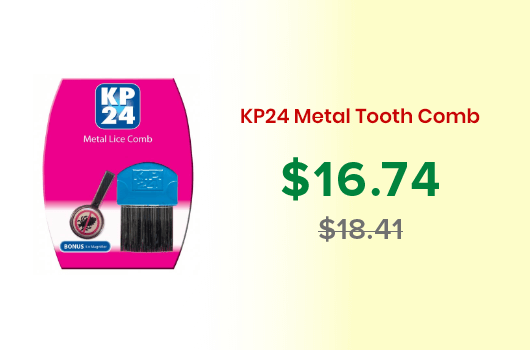 KP
24
Metal Lice Comb
BONUS
KP24 Metal Tooth Comb
$16.74
$18.41